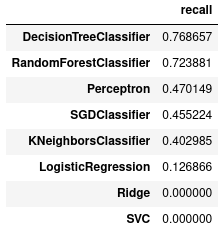 recall
DecisionTreeClassifier 0.768657
RandomForestClassifier 0.723881
Perceptron 0.470149
SGDClassifier 0.455224
KNeighborsClassifier 0.402985
LogisticRegression 0.126866
Ridge 0.000000
SVC 0.000000